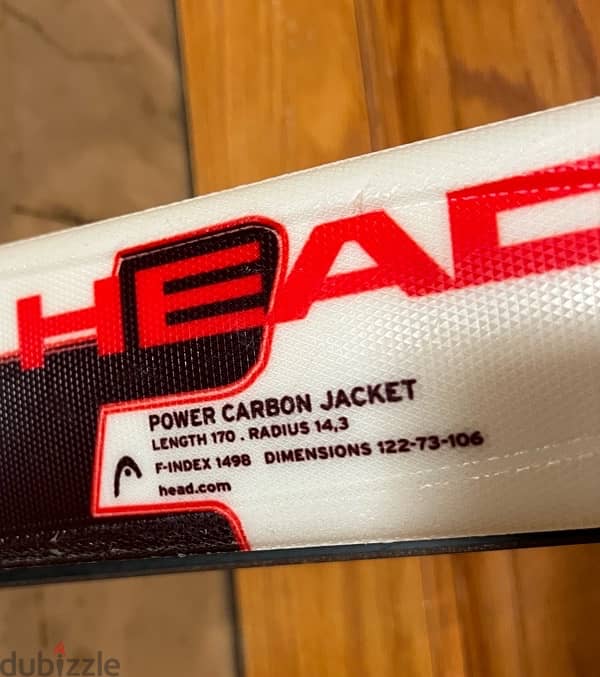 HEAD
POWER CARBON JACKET
LENGTH 170 . RADIUS 14,3
F-INDEX 1498 DIMENSIONS 122-73-106
head.com
dubizzle